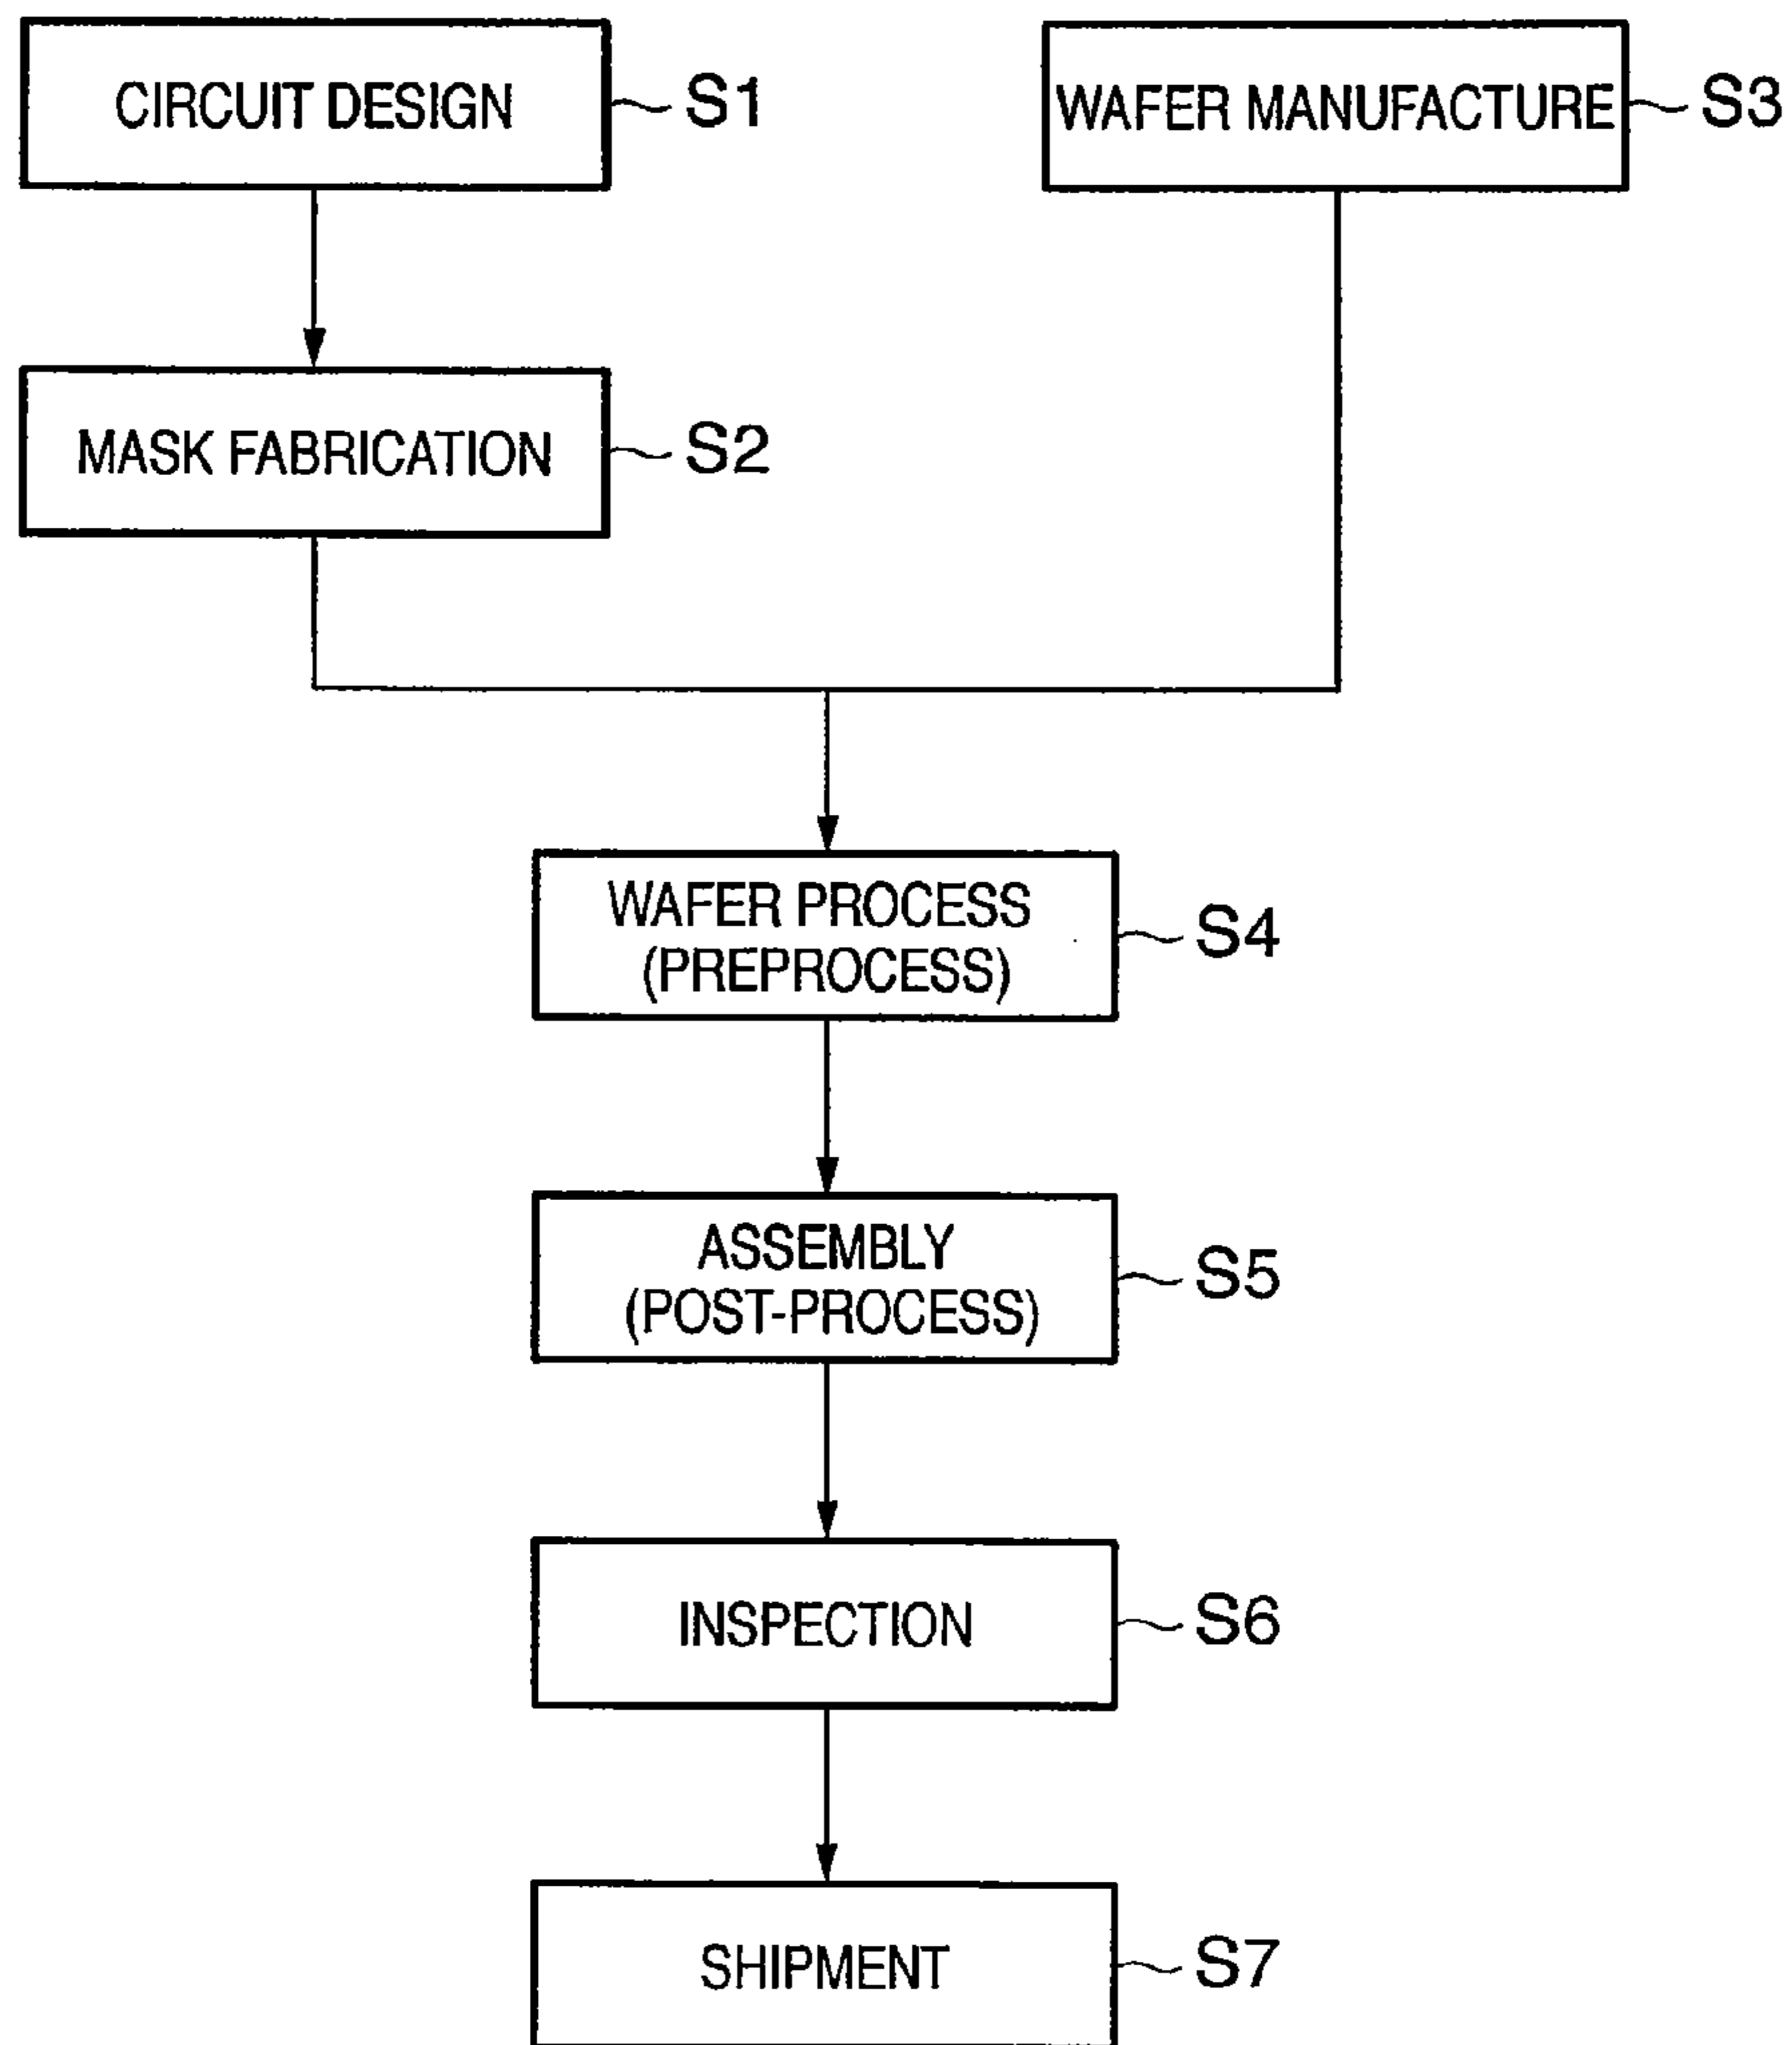 CIRCUIT DESIGN
S1
WAFER MANUFACTURE
S3
MASK FABRICATION
S2
WAFER PROCESS
(PREPROCESS)
S4
ASSEMBLY
(POST-PROCESS)
S5
INSPECTION
S6
SHIPMENT
S7